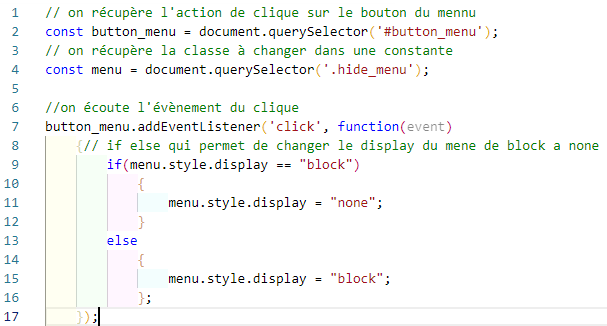 1 // on récupère l'action de clique sur le bouton du mennu
2 const button_menu = document.querySelector('#button_menu');
3 // on récupère la classe à changer dans une constante
4 const menu = document.querySelector('.hide_menu');
5
6 //on écoute l'évènement du clique
7 button_menu.addEventListener('click', function(event)
8 {// if else qui permet de changer le display du mene de block a none
9 if(menu.style.display == "block")
10 {
11 menu.style.display = "none";
12 }
13 else
14 {
15 menu.style.display = "block";
16 };
17 });